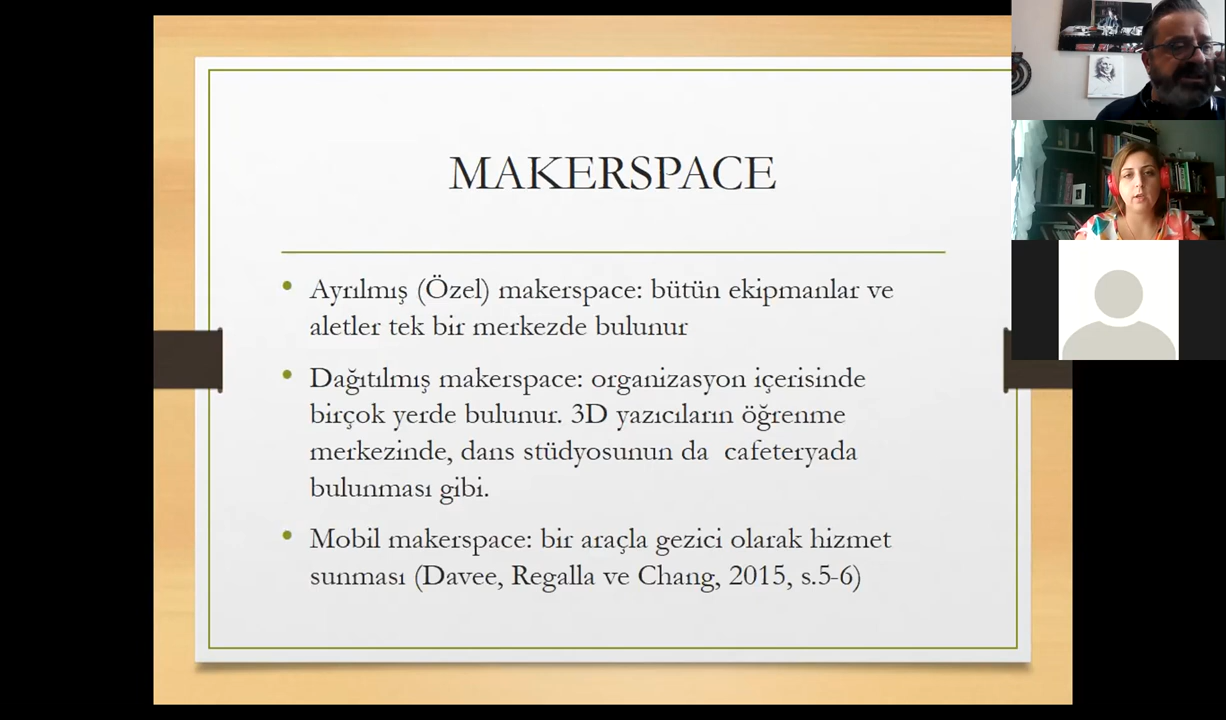 MAKERSPACE
• Ayrılmış (Özel) makerspace: bütün ekipmanlar ve
aletler tek bir merkezde bulunur
• Dağıtılmış makerspace: organizasyon içerisinde
birçok yerde bulunur. 3D yazıcıların öğrenme
merkezinde, dans stüdyosunun da cafeteryada
bulunması gibi.
• Mobil makerspace: bir araçla gezici olarak hizmet
sunması (Davee, Regalla ve Chang, 2015, s.5-6)